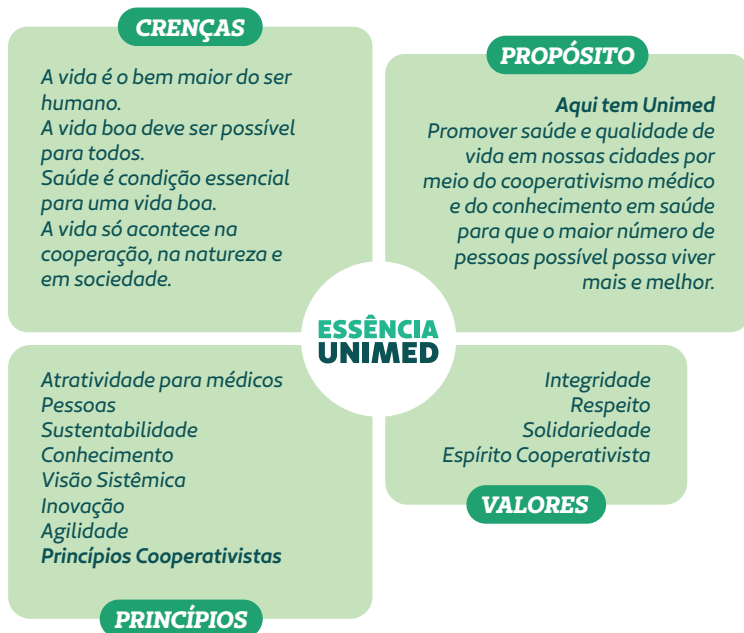 CRENÇAS
A vida é o bem maior do ser
humano.
A vida boa deve ser possível
para todos.
Saúde é condição essencial
para uma vida boa.
A vida só acontece na
cooperação, na natureza e
em sociedade.
PROPÓSITO
Aqui tem Unimed
Promover saúde e qualidade de
vida em nossas cidades por
meio do cooperativismo médico
e do conhecimento em saúde
para que o maior número de
pessoas possível possa viver
mais e melhor.
ESSÊNCIA
UNIMED
Atratividade para médicos
Pessoas
Sustentabilidade
Conhecimento
Visão Sistêmica
Inovação
Agilidade
Princípios Cooperativistas
PRINCÍPIOS
Integridade
Respeito
Solidariedade
Espírito Cooperativista
VALORES